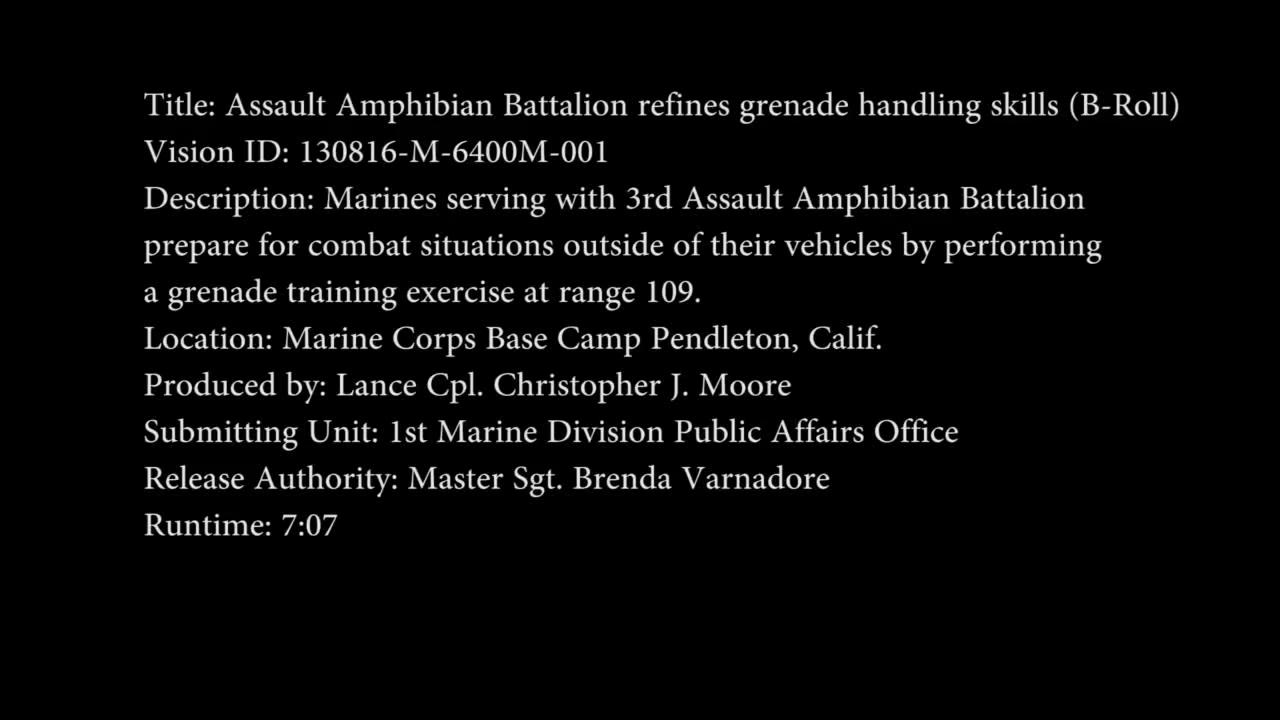 Title: Assault Amphibian Battalion refines grenade handling skills (B-Roll)
Vision ID: 130816-M-6400M-001
Description: Marines serving with 3rd Assault Amphibian Battalion
prepare for combat situations outside of their vehicles by performing
a grenade training exercise at range 109.
Location: Marine Corps Base Camp Pendleton, Calif.
Produced by: Lance Cpl. Christopher J. Moore
Submitting Unit: 1st Marine Division Public Affairs Office
Release Authority: Master Sgt. Brenda Varnadore
Runtime: 7:07